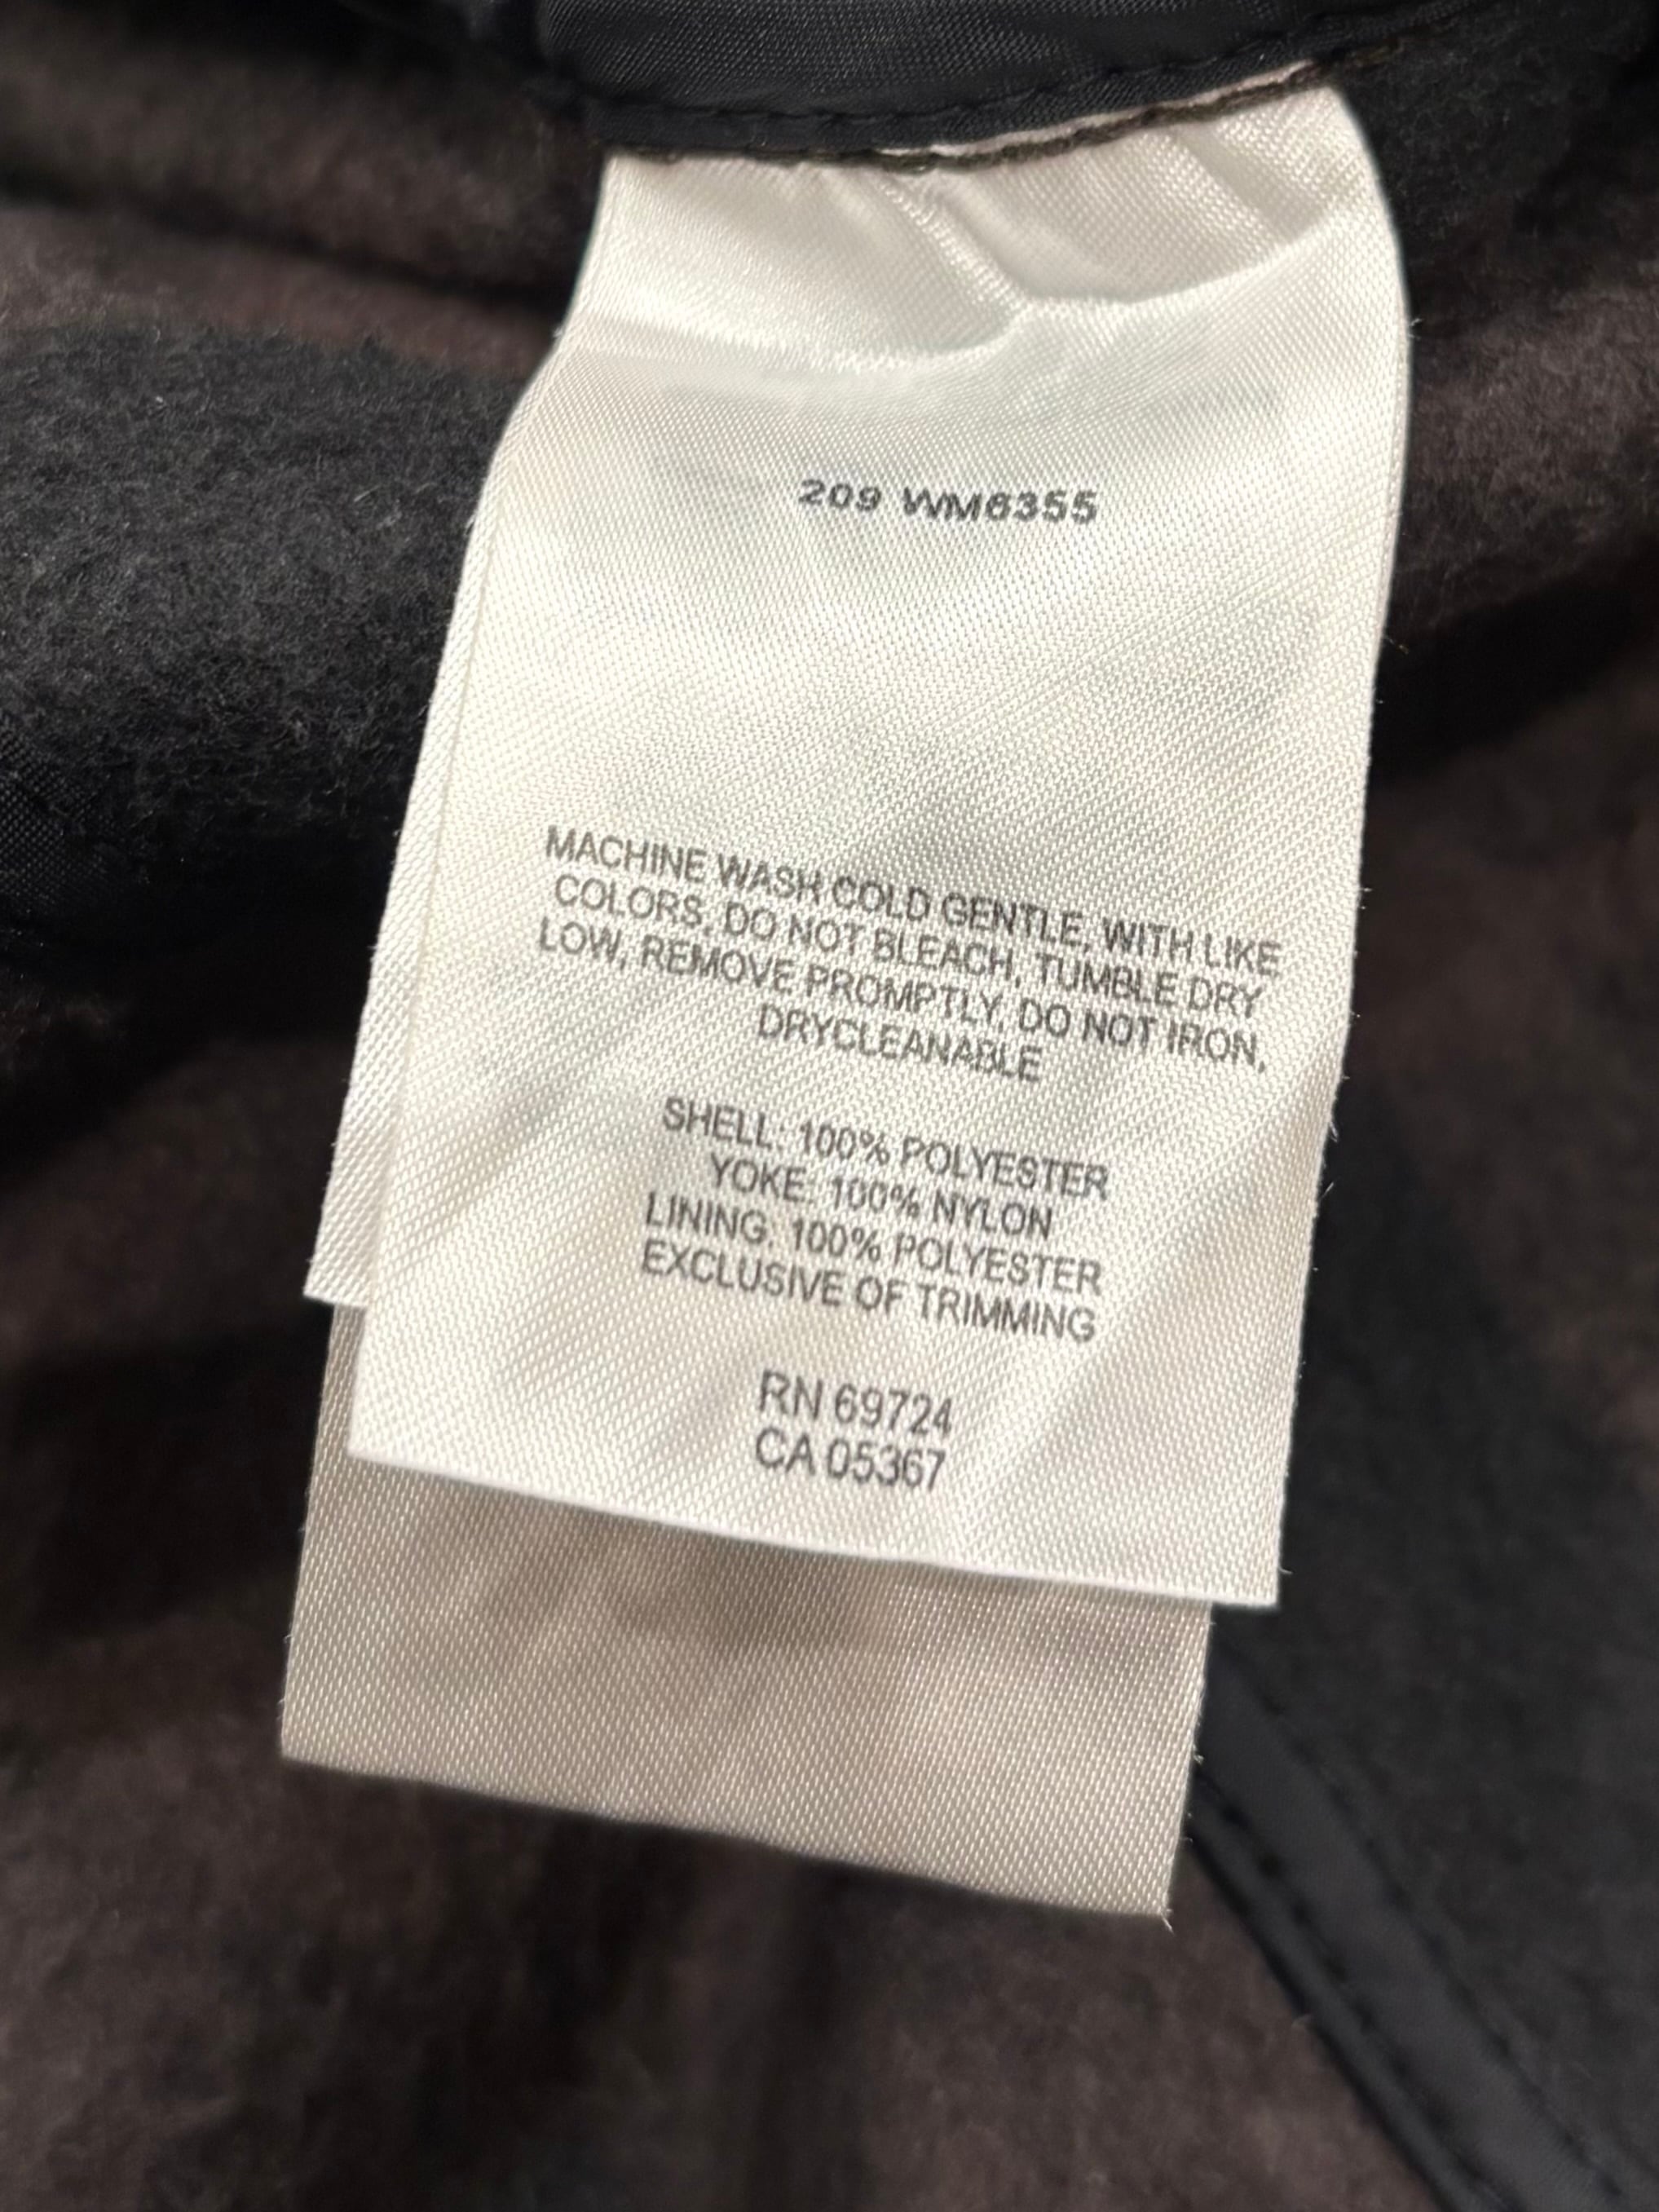 209 WM6355
MACHINE WASH COLD GENTLE, WITH LIKE
COLORS, DO NOT BLEACH, TUMBLE DRY
LOW, REMOVE PROMPTLY, DO NOT IRON,
DRYCLEANABLE
SHELL: 100% POLYESTER
YOKE: 100% NYLON
LINING: 100% POLYESTER
EXCLUSIVE OF TRIMMING
RN 69724
CA 05367